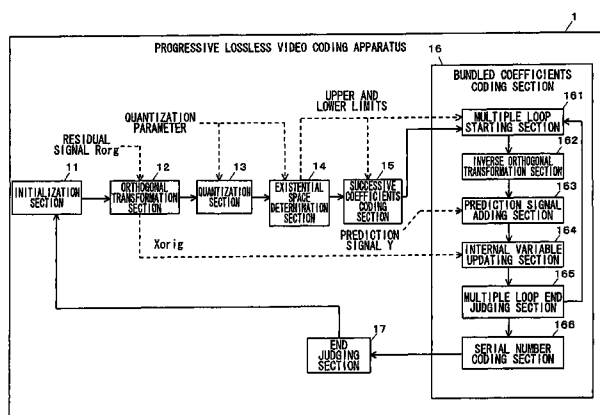 1
PROGRESSIVE LOSSLESS VIDEO CODING APPARATUS
16
BUNDLED COEFFICIENTS
CODING SECTION
UPPER AND
LOWER LIMITS
161
MULTIPLE LOOP
STARTING SECTION
QUANTIZATION
PARAMETER
162
INVERSE ORTHOGONAL
TRANSFORMATION SECTION
RESIDUAL
SIGNAL Rorg
11
INITIALIZATION
SECTION
12
ORTHOGONAL
TRANSFORMATION
SECTION
13
QUANTIZATION
SECTION
14
EXISTENTIAL
SPACE
DETERMINATION
SECTION
15
SUCCESSIVE
COEFFICIENTS
CODING
SECTION
163
PREDICTION SIGNAL
ADDING SECTION
PREDICTION
SIGNAL Y
Xorig
164
INTERNAL VARIABLE
UPDATING SECTION
165
MULTIPLE LOOP END
JUDGING SECTION
17
END
JUDGING
SECTION
166
SERIAL NUMBER
CODING SECTION